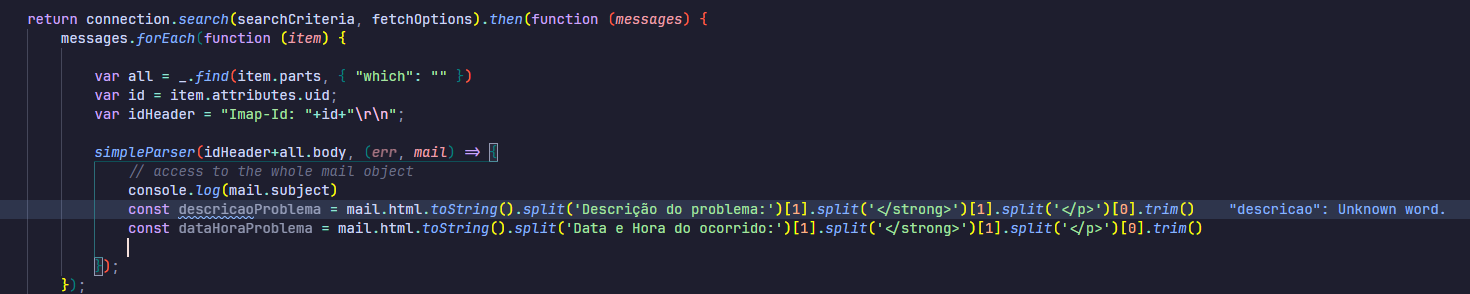 return connection.search(searchCriteria, fetchOptions).then(function (messages) {
messages.forEach(function (item) {
var all = _.find(item.parts, { "which": "" })
var id = item.attributes.uid;
var idHeader = "Imap-Id: "+id+"\r\n";
simpleParser(idHeader+all.body, (err, mail) => {
// access to the whole mail object
console.log(mail.subject)
const descricaoProblema = mail.html.toString().split('Descrição do problema:')[1].split('</strong>')[1].split('</p>')[0].trim() "descricao": Unknown word.
const dataHoraProblema = mail.html.toString().split('Data e Hora do ocorrido:')[1].split('</strong>')[1].split('</p>')[0].trim()
});
});